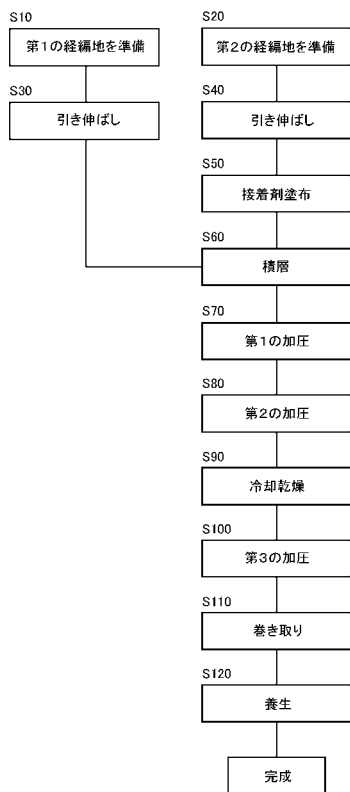 S10
第1の経編地を準備
S20
第2の経編地を準備
S30
引き伸ばし
S40
引き伸ばし
S50
接着剤塗布
S60
積層
S70
第1の加圧
S80
第2の加圧
S90
冷却乾燥
S100
第3の加圧
S110
巻き取り
S120
養生
完成